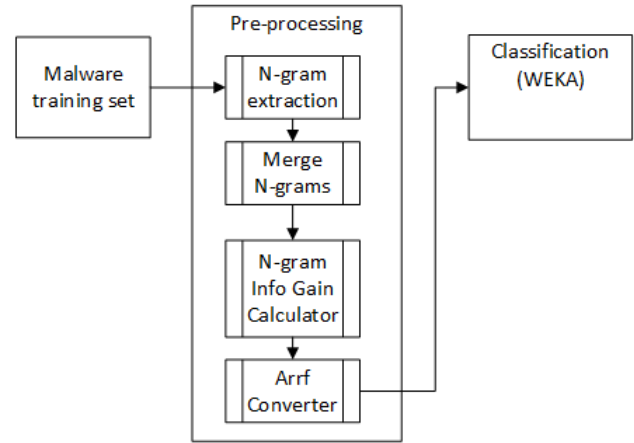 Pre-processing
Malware
training set
N-gram
extraction
Merge
N-grams
N-gram
Info Gain
Calculator
Arrf
Converter
Classification
(WEKA)